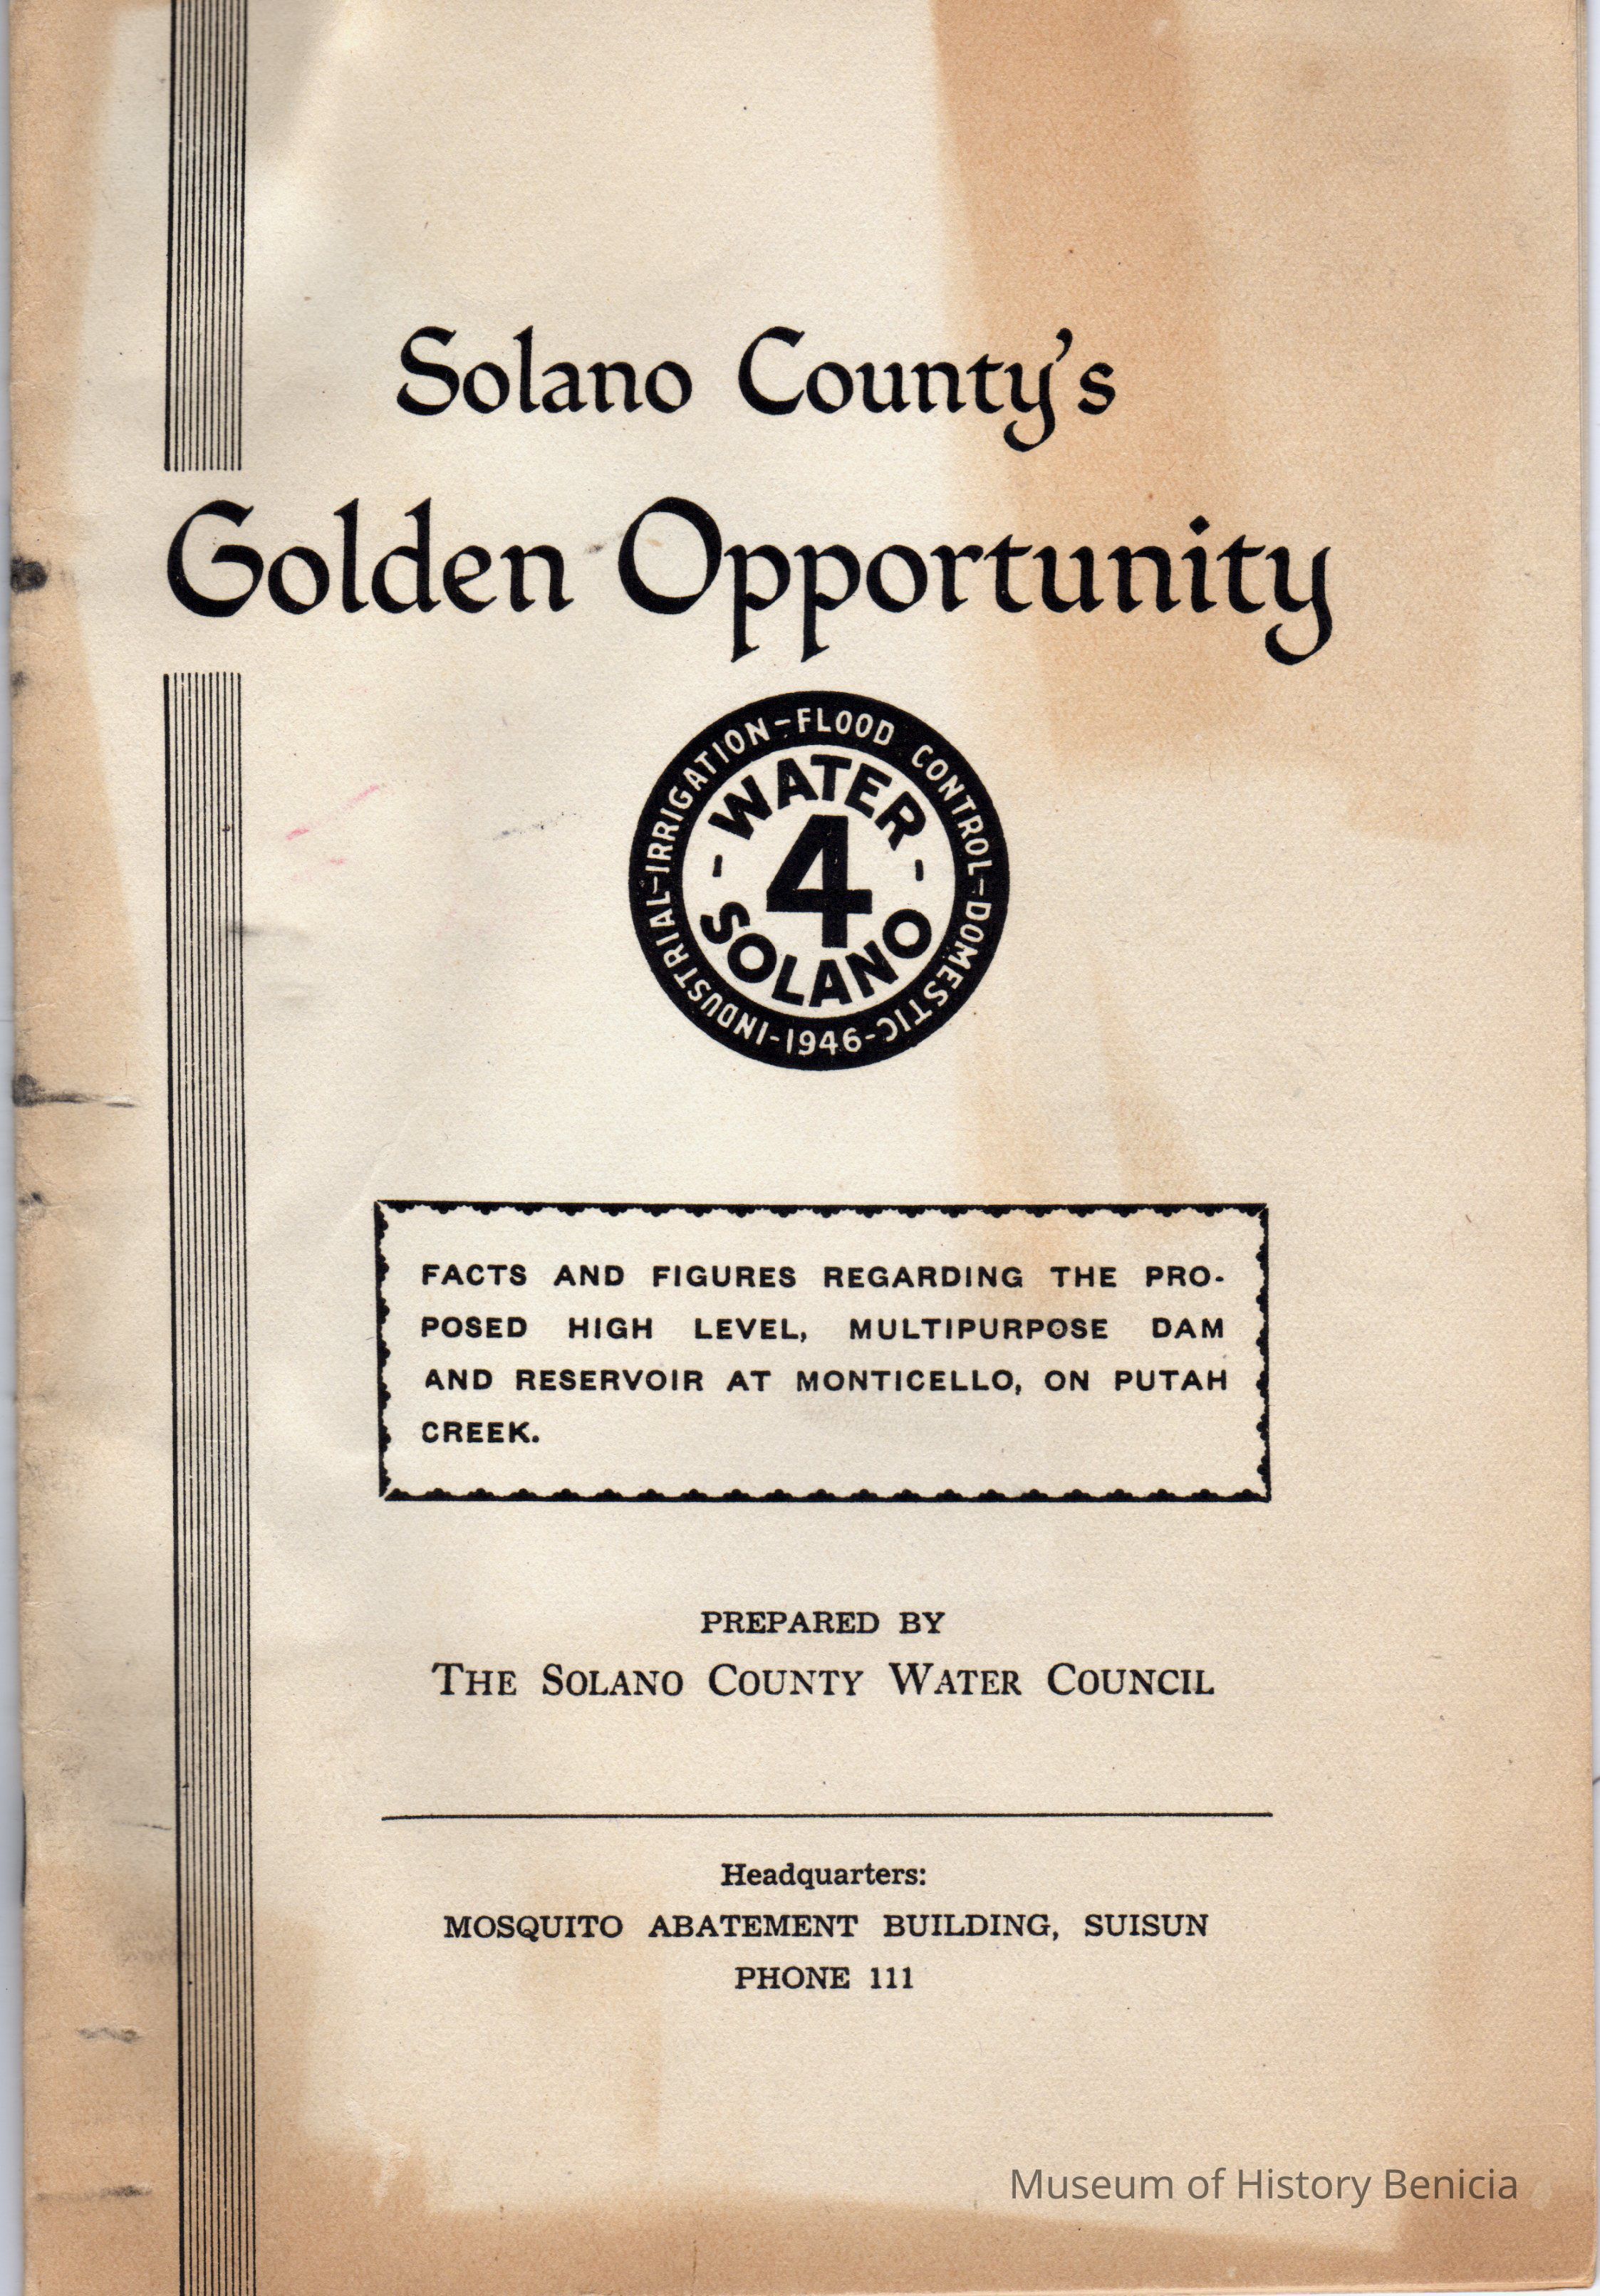 Solano County's
Golden Opportunity
INDUSTRIAL-IRRIGATION-FLOOD CONTROL-DOMESTIC-1946-
WATER
- 4 -
SOLANO
FACTS AND FIGURES REGARDING THE PRO-
POSED HIGH LEVEL, MULTIPURPOSE DAM
AND RESERVOIR AT MONTICELLO, ON PUTAH
CREEK.
PREPARED BY
THE SOLANO COUNTY WATER COUNCIL
Headquarters:
MOSQUITO ABATEMENT BUILDING, SUISUN
PHONE 111
Museum of History Benicia